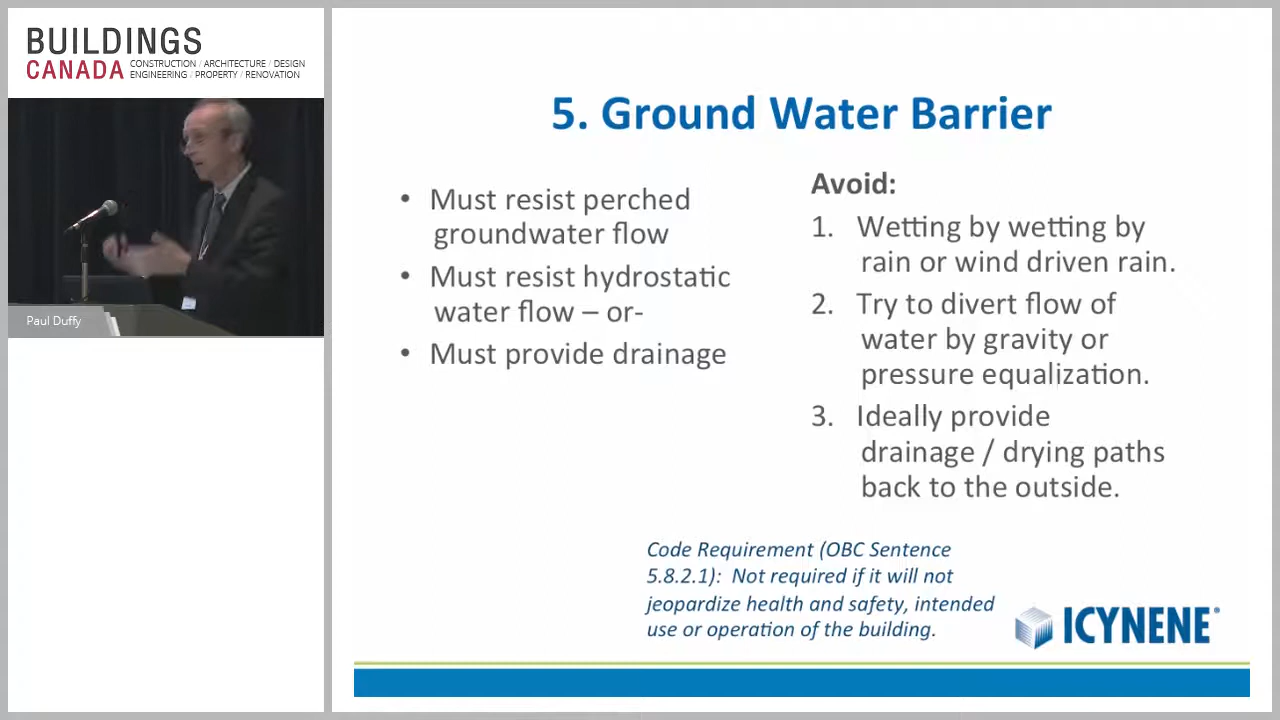 BUILDINGS
CANADA CONSTRUCTION / ARCHITECTURE / DESIGN
ENGINEERING / PROPERTY / RENOVATION
Paul Duffy
5. Ground Water Barrier
• Must resist perched
groundwater flow
• Must resist hydrostatic
water flow – or-
• Must provide drainage
Avoid:
1. Wetting by wetting by
rain or wind driven rain.
2. Try to divert flow of
water by gravity or
pressure equalization.
3. Ideally provide
drainage / drying paths
back to the outside.
Code Requirement (OBC Sentence
5.8.2.1): Not required if it will not
jeopardize health and safety, intended
use or operation of the building.
ICYNENE®